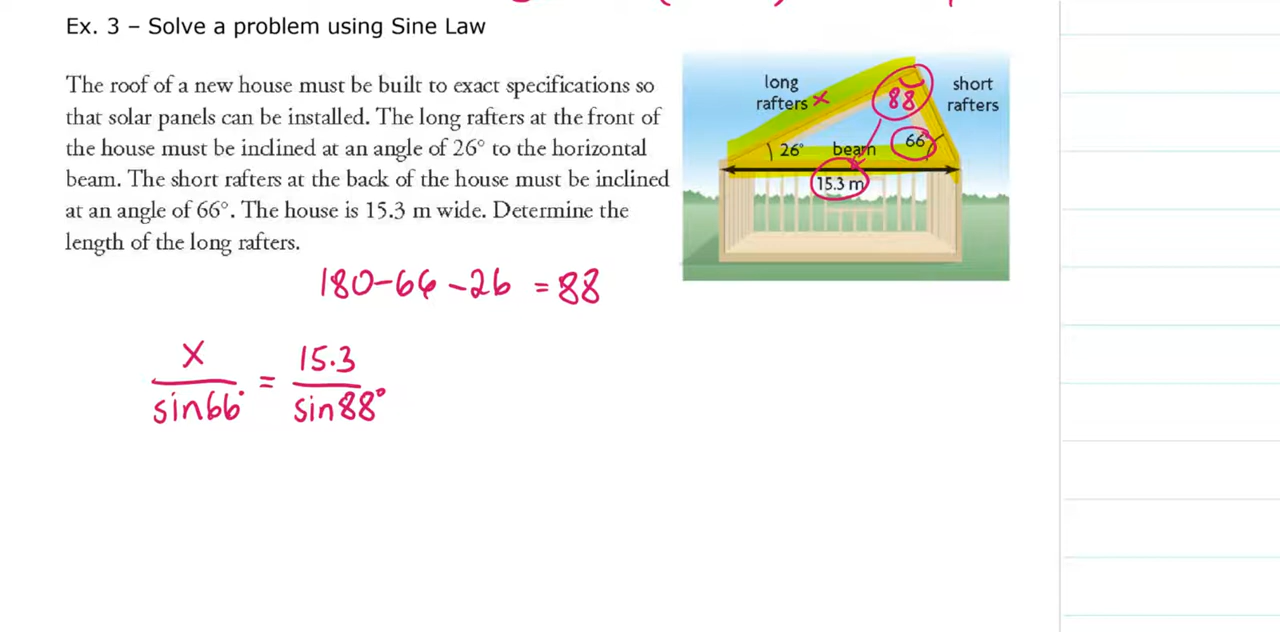 Ex. 3 – Solve a problem using Sine Law
The roof of a new house must be built to exact specifications so
that solar panels can be installed. The long rafters at the front of
the house must be inclined at an angle of 26° to the horizontal
beam. The short rafters at the back of the house must be inclined
at an angle of 66°. The house is 15.3 m wide. Determine the
length of the long rafters.
long
rafters x
88
short
rafters
26°
beam
66°
15.3 m
180-66-26 = 88
x = 15.3
sin66° sin88°